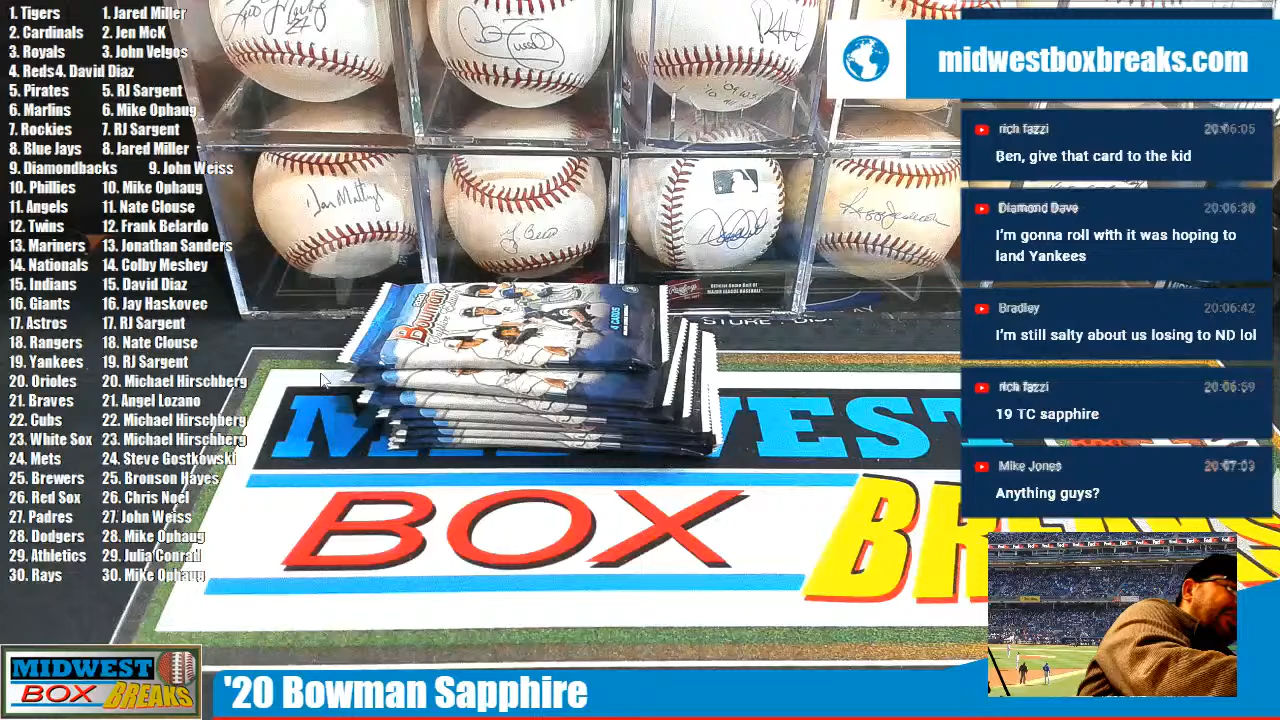 1. Tigers 1. Jared Miller
2. Cardinals 2. Jen McK
3. Royals 3. John Velgos
4. Reds4. David Diaz
5. Pirates 5. RJ Sargent
6. Marlins 6. Mike Ophaug
7. Rockies 7. RJ Sargent
8. Blue Jays 8. Jared Miller
9. Diamondbacks 9. John Weiss
10. Phillies 10. Mike Ophaug
11. Angels 11. Nate Clouse
12. Twins 12. Frank Belardo
13. Mariners 13. Jonathan Sanders
14. Nationals 14. Colby Meshey
15. Indians 15. David Diaz
16. Giants 16. Jay Haskovec
17. Astros 17. RJ Sargent
18. Rangers 18. Nate Clouse
19. Yankees 19. RJ Sargent
20. Orioles 20. Michael Hirschberg
21. Braves 21. Angel Lozano
22. Cubs 22. Michael Hirschberg
23. White Sox 23. Michael Hirschberg
24. Mets 24. Steve Gostkowski
25. Brewers 25. Bronson Hayes
26. Red Sox 26. Chris Noel
27. Padres 27. John Weiss
28. Dodgers 28. Mike Ophaug
29. Athletics 29. Julia Conrad
30. Rays 30. Mike Ophaug
midwestboxbreaks.com
rich fazzi 20:06:05
Ben, give that card to the kid
Diamond Dave 20:06:30
I'm gonna roll with it was hoping to
land Yankees
Bradley 20:06:42
I'm still salty about us losing to ND lol
rich fazzi 20:06:59
19 TC sapphire
Mike Jones 20:07:03
Anything guys?
Bowman
4 CARDS
BOX
MIDWEST
BOX
BREAKS
'20 Bowman Sapphire